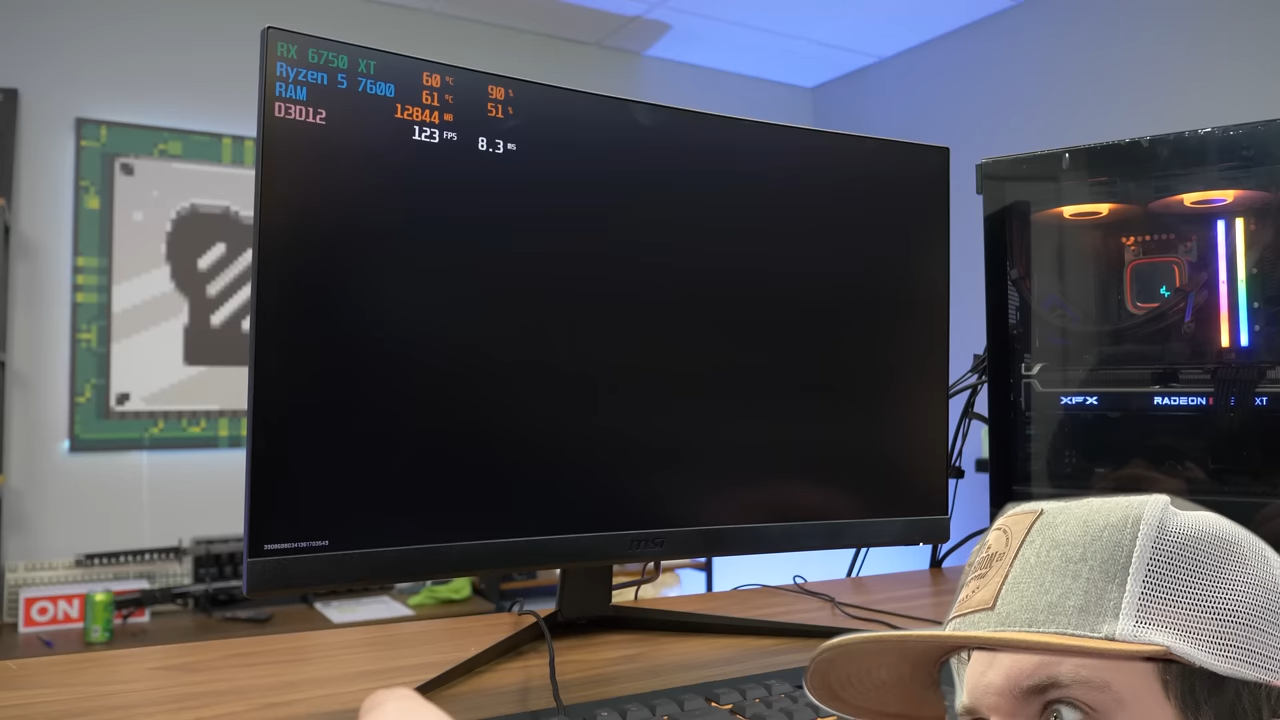 RX 6750 XT 60 °C 90 %
Ryzen 5 7600 61 °C 51 %
RAM 12844 MB
D3D12 123 FPS 8.3 ms
msi
XFX RADEON XT
ON